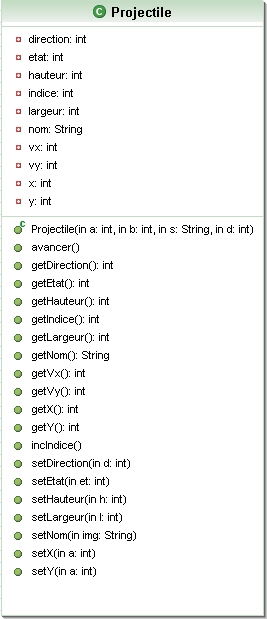 C Projectile
direction: int
etat: int
hauteur: int
indice: int
largeur: int
nom: String
vx: int
vy: int
x: int
y: int
C Projectile(in a: int, in b: int, in s: String, in d: int)
avancer()
getDirection(): int
getEtat(): int
getHauteur(): int
getIndice(): int
getLargeur(): int
getNom(): String
getVx(): int
getVy(): int
getX(): int
getY(): int
incIndice()
setDirection(in d: int)
setEtat(in et: int)
setHauteur(in h: int)
setLargeur(in l: int)
setNom(in img: String)
setX(in a: int)
setY(in a: int)